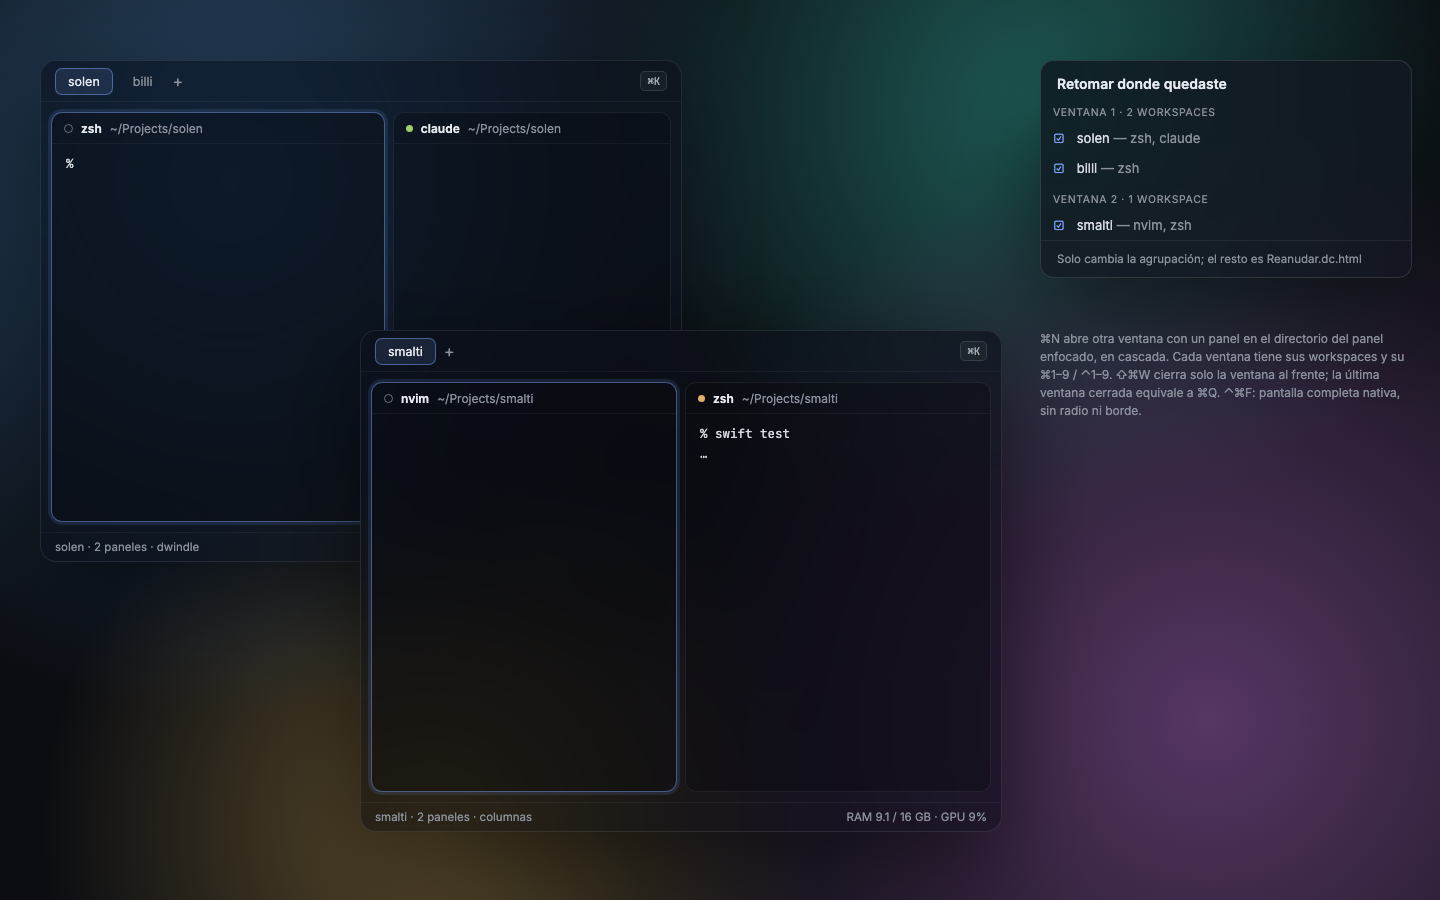 solen billi + ⌘K
zsh ~/Projects/solen
%
claude ~/Projects/solen
solen · 2 paneles · dwindle
smalti + ⌘K
nvim ~/Projects/smalti
zsh ~/Projects/smalti
% swift test
…
smalti · 2 paneles · columnas
RAM 9.1 / 16 GB · GPU 9%
Retomar donde quedaste
VENTANA 1 · 2 WORKSPACES
solen — zsh, claude
billi — zsh
VENTANA 2 · 1 WORKSPACE
smalti — nvim, zsh
Solo cambia la agrupación; el resto es Reanudar.dc.html
⌘N abre otra ventana con un panel en el directorio del panel
enfocado, en cascada. Cada ventana tiene sus workspaces y su
⌘1–9 / ⌃1–9. ⇧⌘W cierra solo la ventana al frente; la última
ventana cerrada equivale a ⌘Q. ⌃⌘F: pantalla completa nativa,
sin radio ni borde.